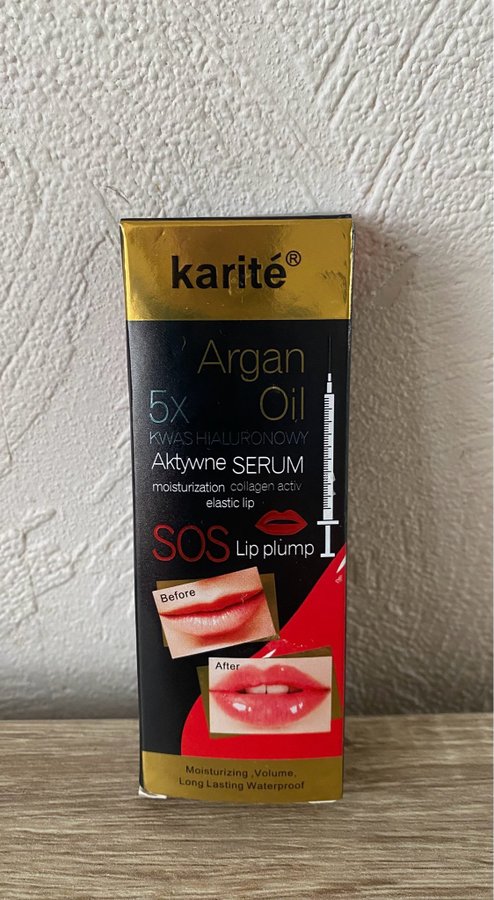 karité®
Argan
5x Oil
KWAS HIALURONOWY
Aktywne SERUM
moisturization collagen activ
elastic lip
SOS Lip plump
Before
After
Moisturizing ,Volume,
Long Lasting Waterproof